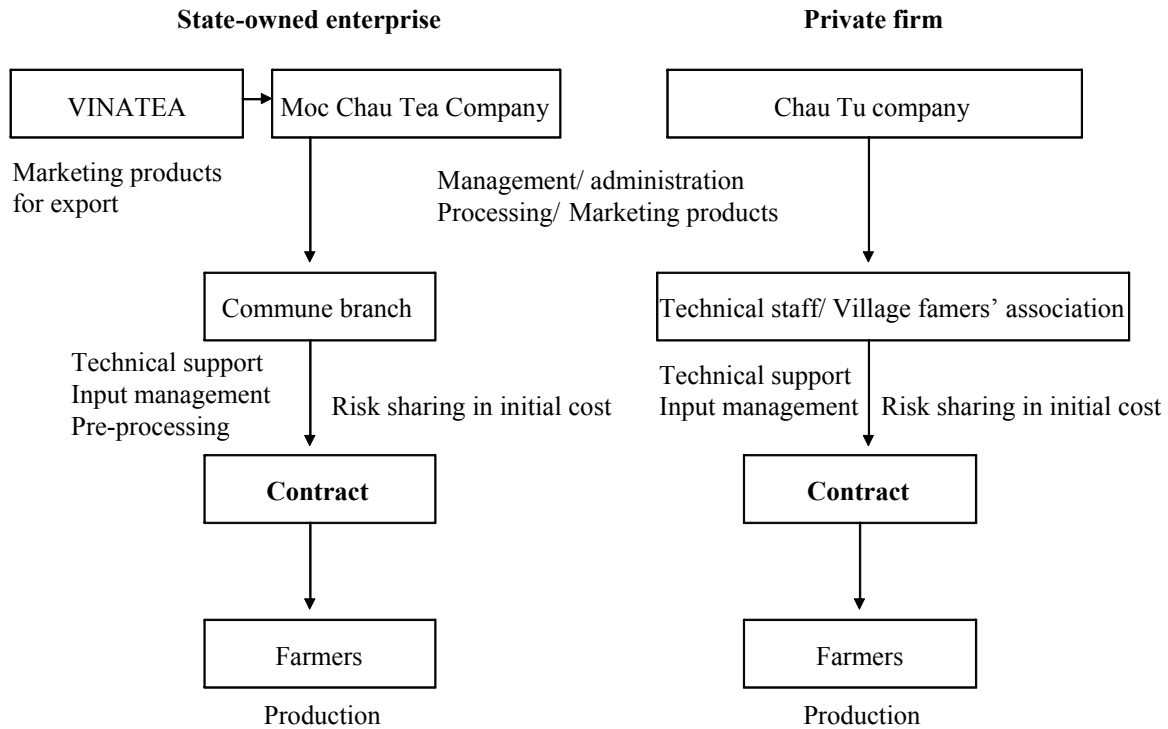 State-owned enterprise
Private firm
VINATEA
Moc Chau Tea Company
Chau Tu company
Marketing products
for export
Management/ administration
Processing/ Marketing products
Commune branch
Technical staff/ Village famers’ association
Technical support
Input management
Pre-processing
Risk sharing in initial cost
Technical support
Input management
Risk sharing in initial cost
Contract
Contract
Farmers
Farmers
Production
Production